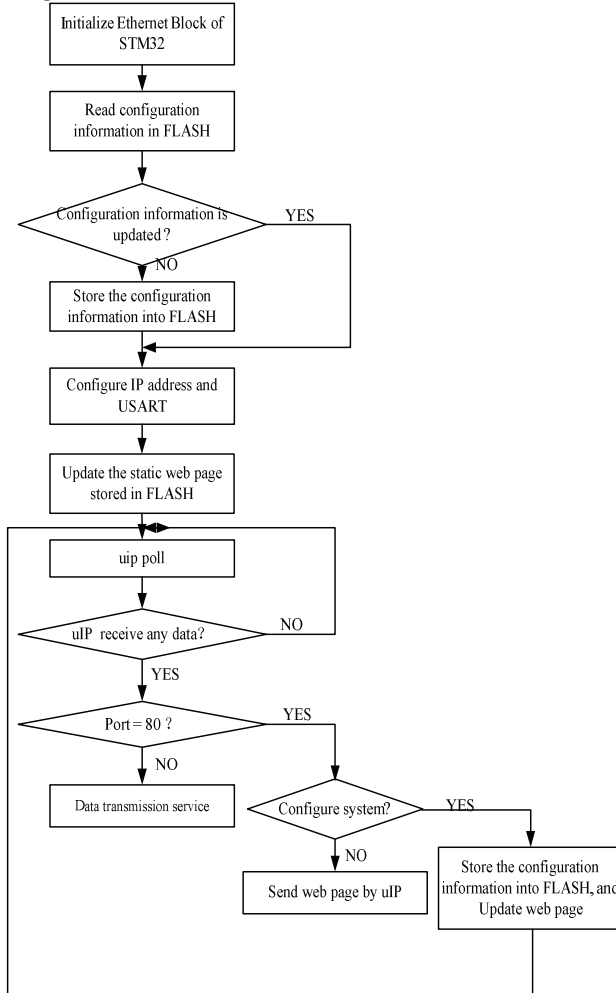 Initialize Ethernet Block of
STM32
Read configuration
information in FLASH
Configuration information is
updated?
YES
NO
Store the configuration
information into FLASH
Configure IP address and
USART
Update the static web page
stored in FLASH
uip poll
uIP receive any data?
NO
YES
Port = 80 ?
YES
NO
Data transmission service
Configure system?
YES
NO
Send web page by uIP
Store the configuration
information into FLASH, and
Update web page